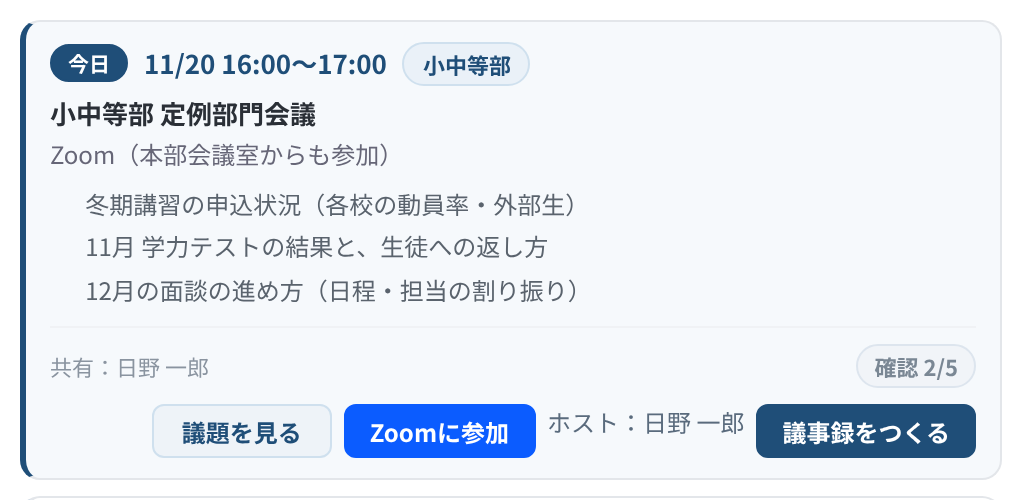 今日 11/20 16:00〜17:00 小中等部
小中等部 定例部門会議
Zoom（本部会議室からも参加）
冬期講習の申込状況（各校の動員率・外部生）
11月 学力テストの結果と、生徒への返し方
12月の面談の進め方（日程・担当の割り振り）
共有：日野 一郎 確認 2/5
議題を見る Zoomに参加 ホスト：日野 一郎 議事録をつくる